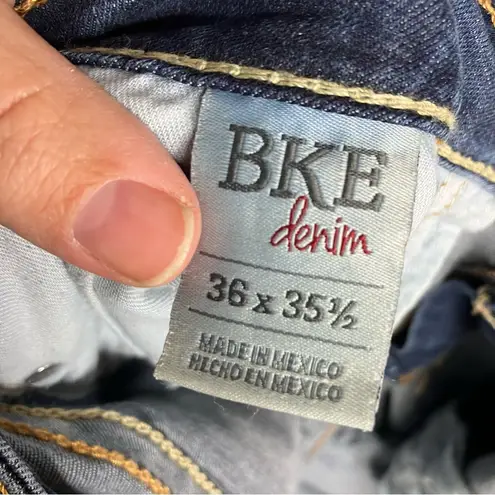 BKE
denim
36 x 35½
MADE IN MEXICO
HECHO EN MEXICO